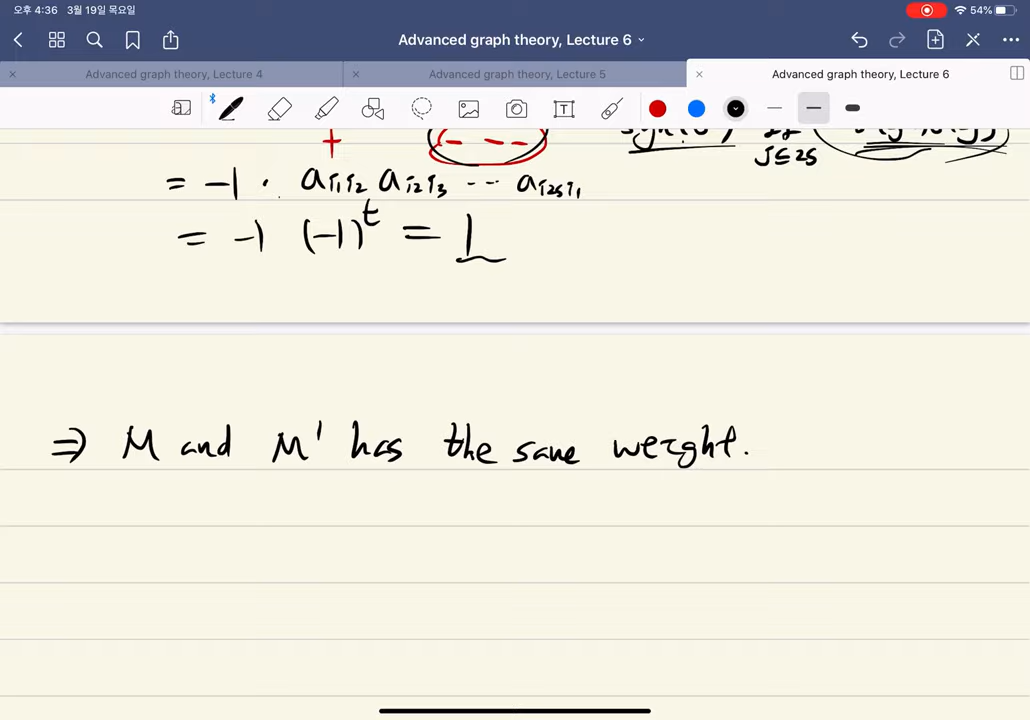 오후 4:36 3월 19일 목요일
54%
Advanced graph theory, Lecture 6
Advanced graph theory, Lecture 4
Advanced graph theory, Lecture 5
Advanced graph theory, Lecture 6
+ - - -
j≤2s
= -1 · a_{i₁i₂} a_{i₂i₃} ... a_{i₂ₛi₁}
= -1 (-1)^t = 1
⇒ M and M' has the same weight.